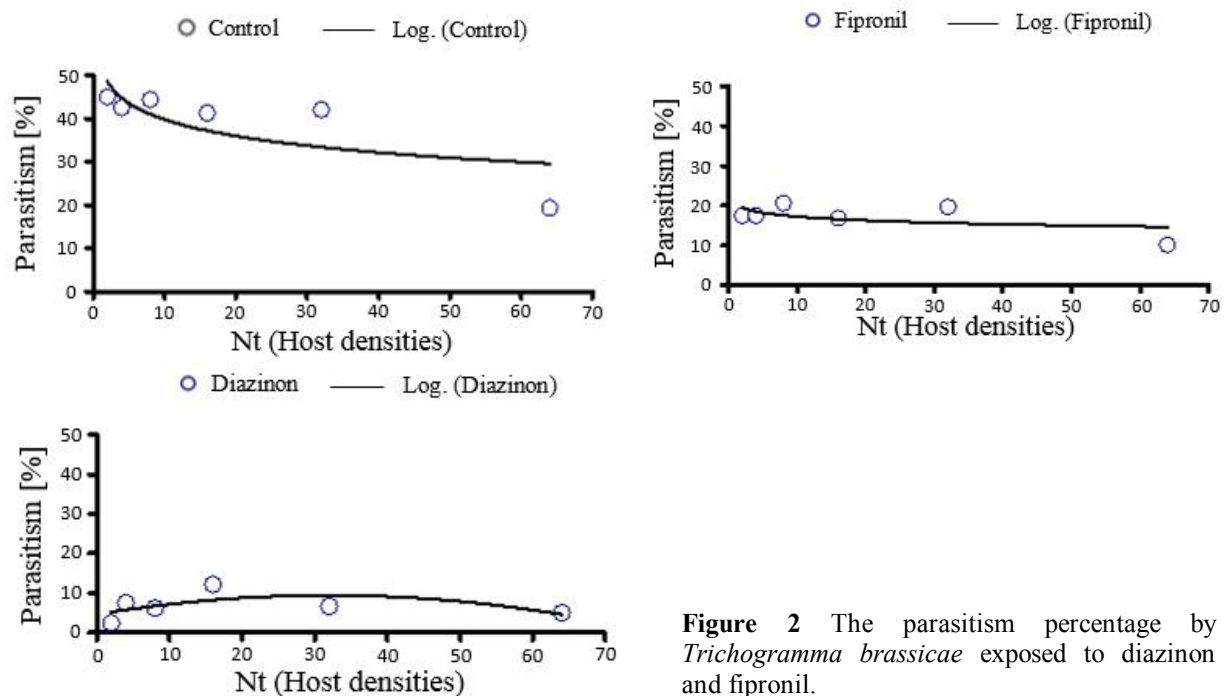 Control Log. (Control)
50
40
30
20
10
0
Parasitism [%]
0 10 20 30 40 50 60 70
Nt (Host densities)
Fipronil Log. (Fipronil)
50
40
30
20
10
0
Parasitism [%]
0 10 20 30 40 50 60 70
Nt (Host densities)
Diazinon Log. (Diazinon)
50
40
30
20
10
0
Parasitism [%]
0 10 20 30 40 50 60 70
Nt (Host densities)
Figure 2 The parasitism percentage by
Trichogramma brassicae exposed to diazinon
and fipronil.